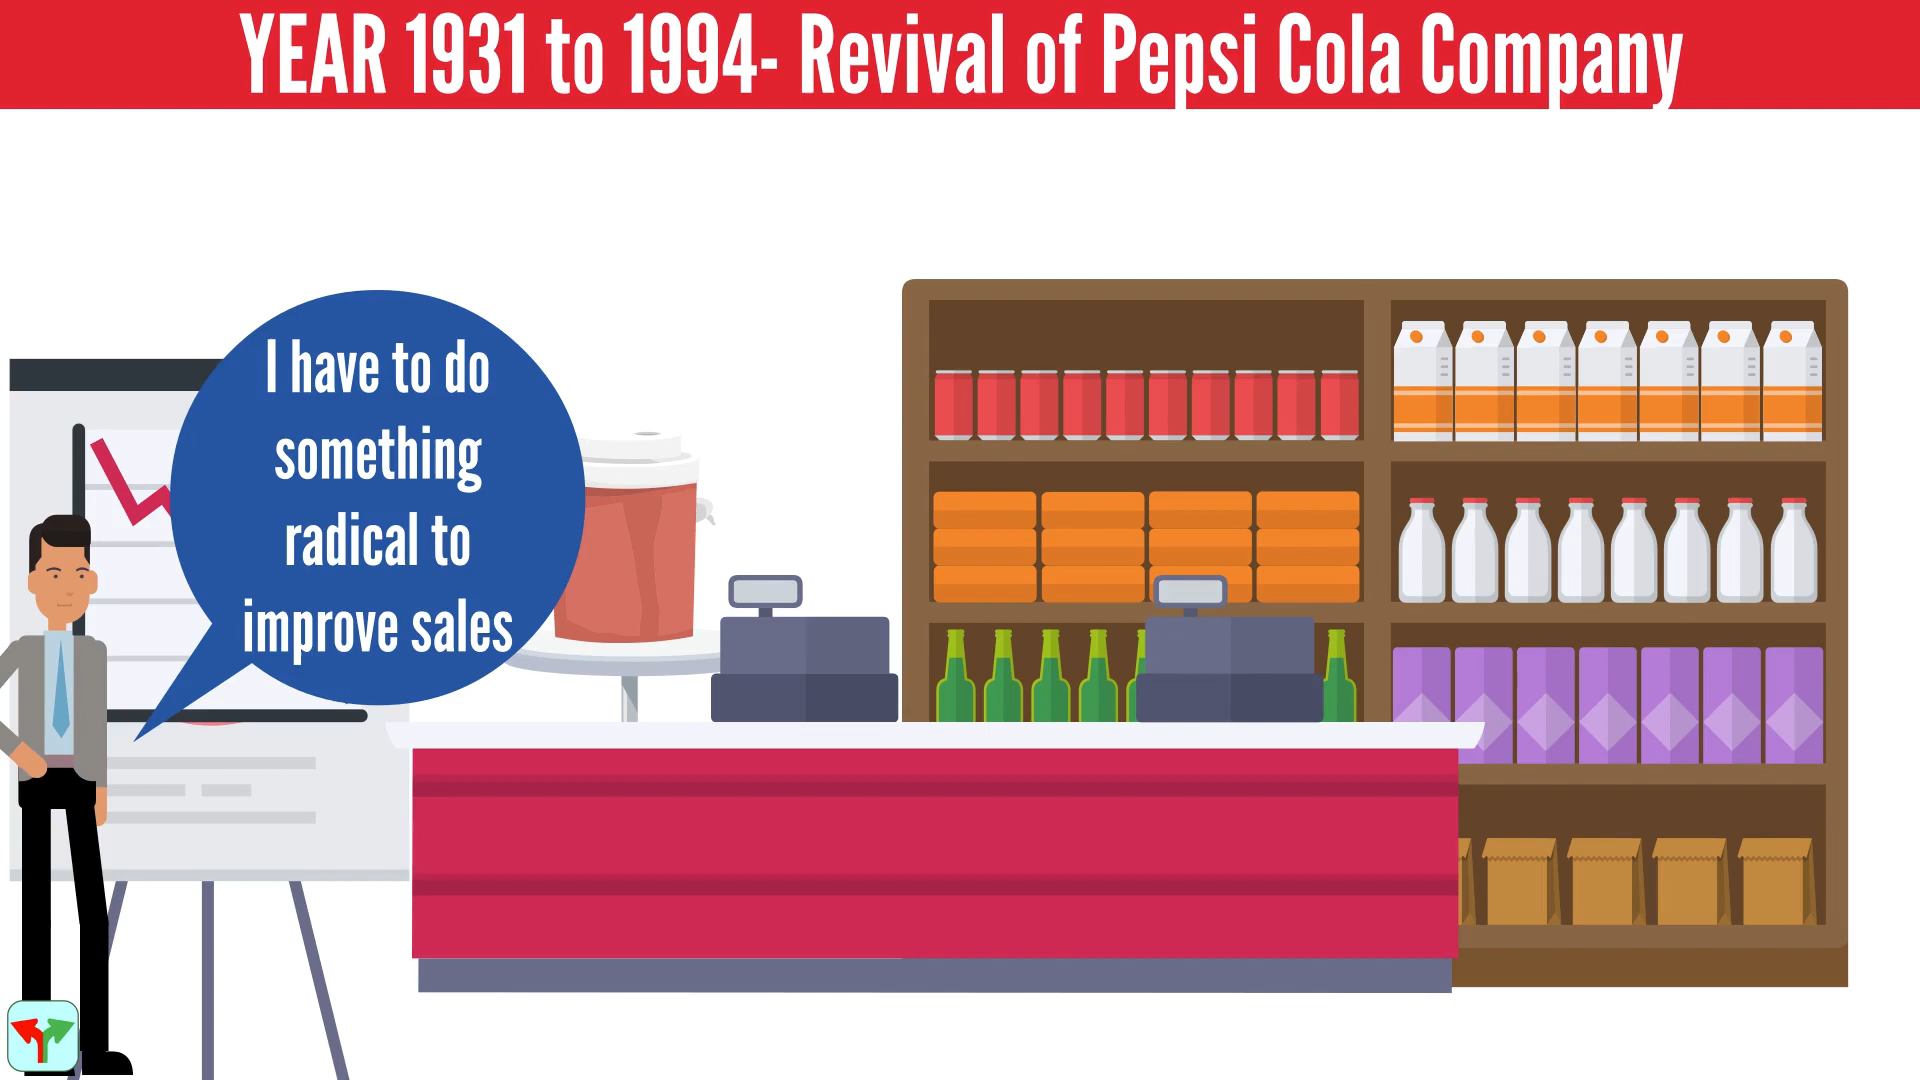 YEAR 1931 to 1994- Revival of Pepsi Cola Company
I have to do
something
radical to
improve sales